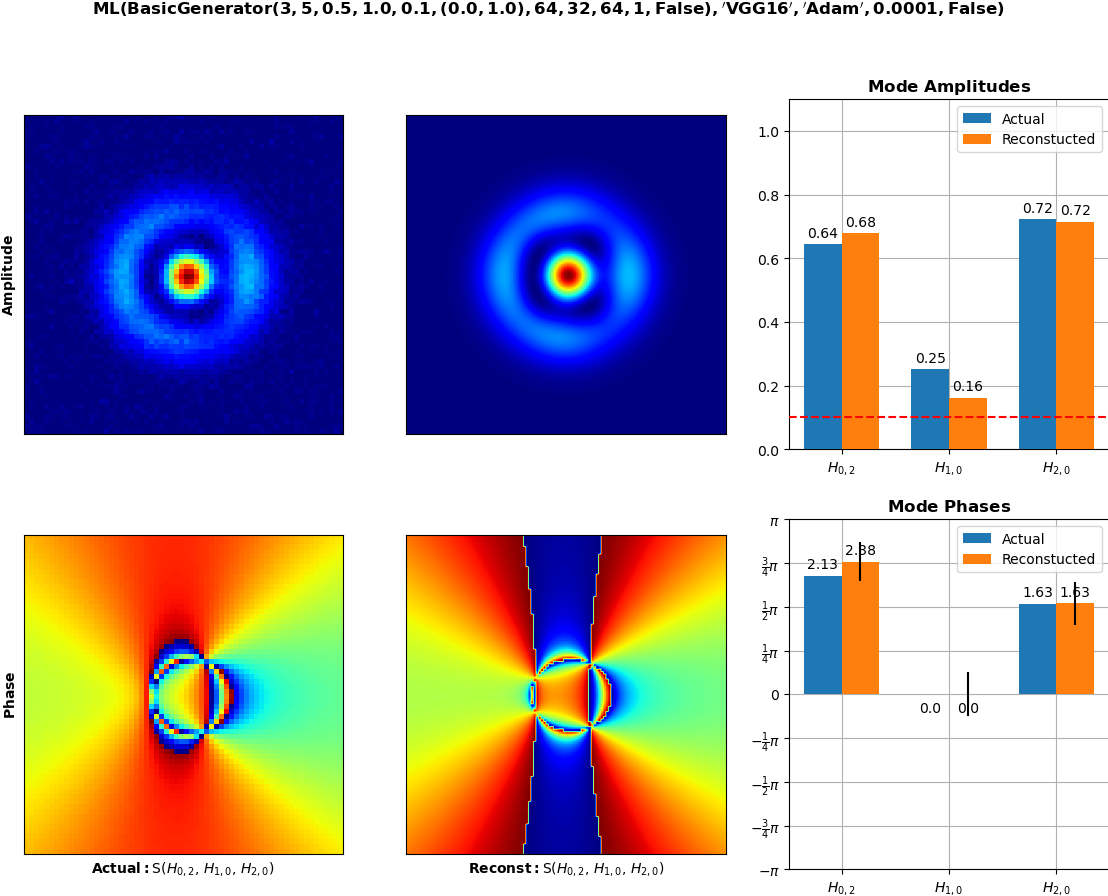 ML(BasicGenerator(3, 5, 0.5, 1.0, 0.1, (0.0, 1.0), 64, 32, 64, 1, False), ′VGG16′, ′Adam′, 0.0001, False)
Amplitude
Mode Amplitudes
Actual
Reconstucted
1.0
0.8
0.6
0.4
0.2
0.0
0.64
0.68
0.25
0.16
0.72
0.72
H0, 2
H1, 0
H2, 0
Phase
Actual: S(H0, 2, H1, 0, H2, 0)
Reconst: S(H0, 2, H1, 0, H2, 0)
Mode Phases
Actual
Reconstucted
π
3/4π
1/2π
1/4π
0
−1/4π
−1/2π
−3/4π
−π
2.13
2.38
0.0
0.0
1.63
1.63
H0, 2
H1, 0
H2, 0